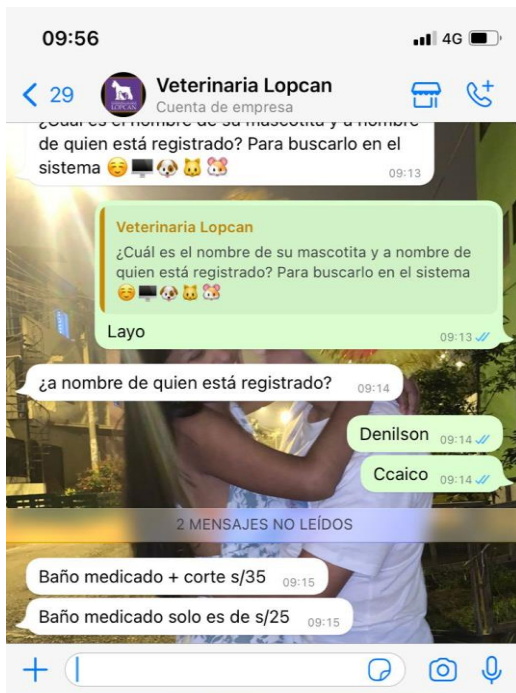 09:56
4G
29
LOPCAN
Veterinaria Lopcan
Cuenta de empresa
¿Cuál es el nombre de su mascotita y a nombre
de quien está registrado? Para buscarlo en el
sistema ☺️🖥️🐶🐱🐹
09:13
Veterinaria Lopcan
¿Cuál es el nombre de su mascotita y a nombre de
quien está registrado? Para buscarlo en el sistema
☺️🖥️🐶🐱🐹
Layo
09:13
¿a nombre de quien está registrado? 09:14
Denilson 09:14
Ccaico 09:14
2 MENSAJES NO LEÍDOS
Baño medicado + corte s/35 09:15
Baño medicado solo es de s/25 09:15